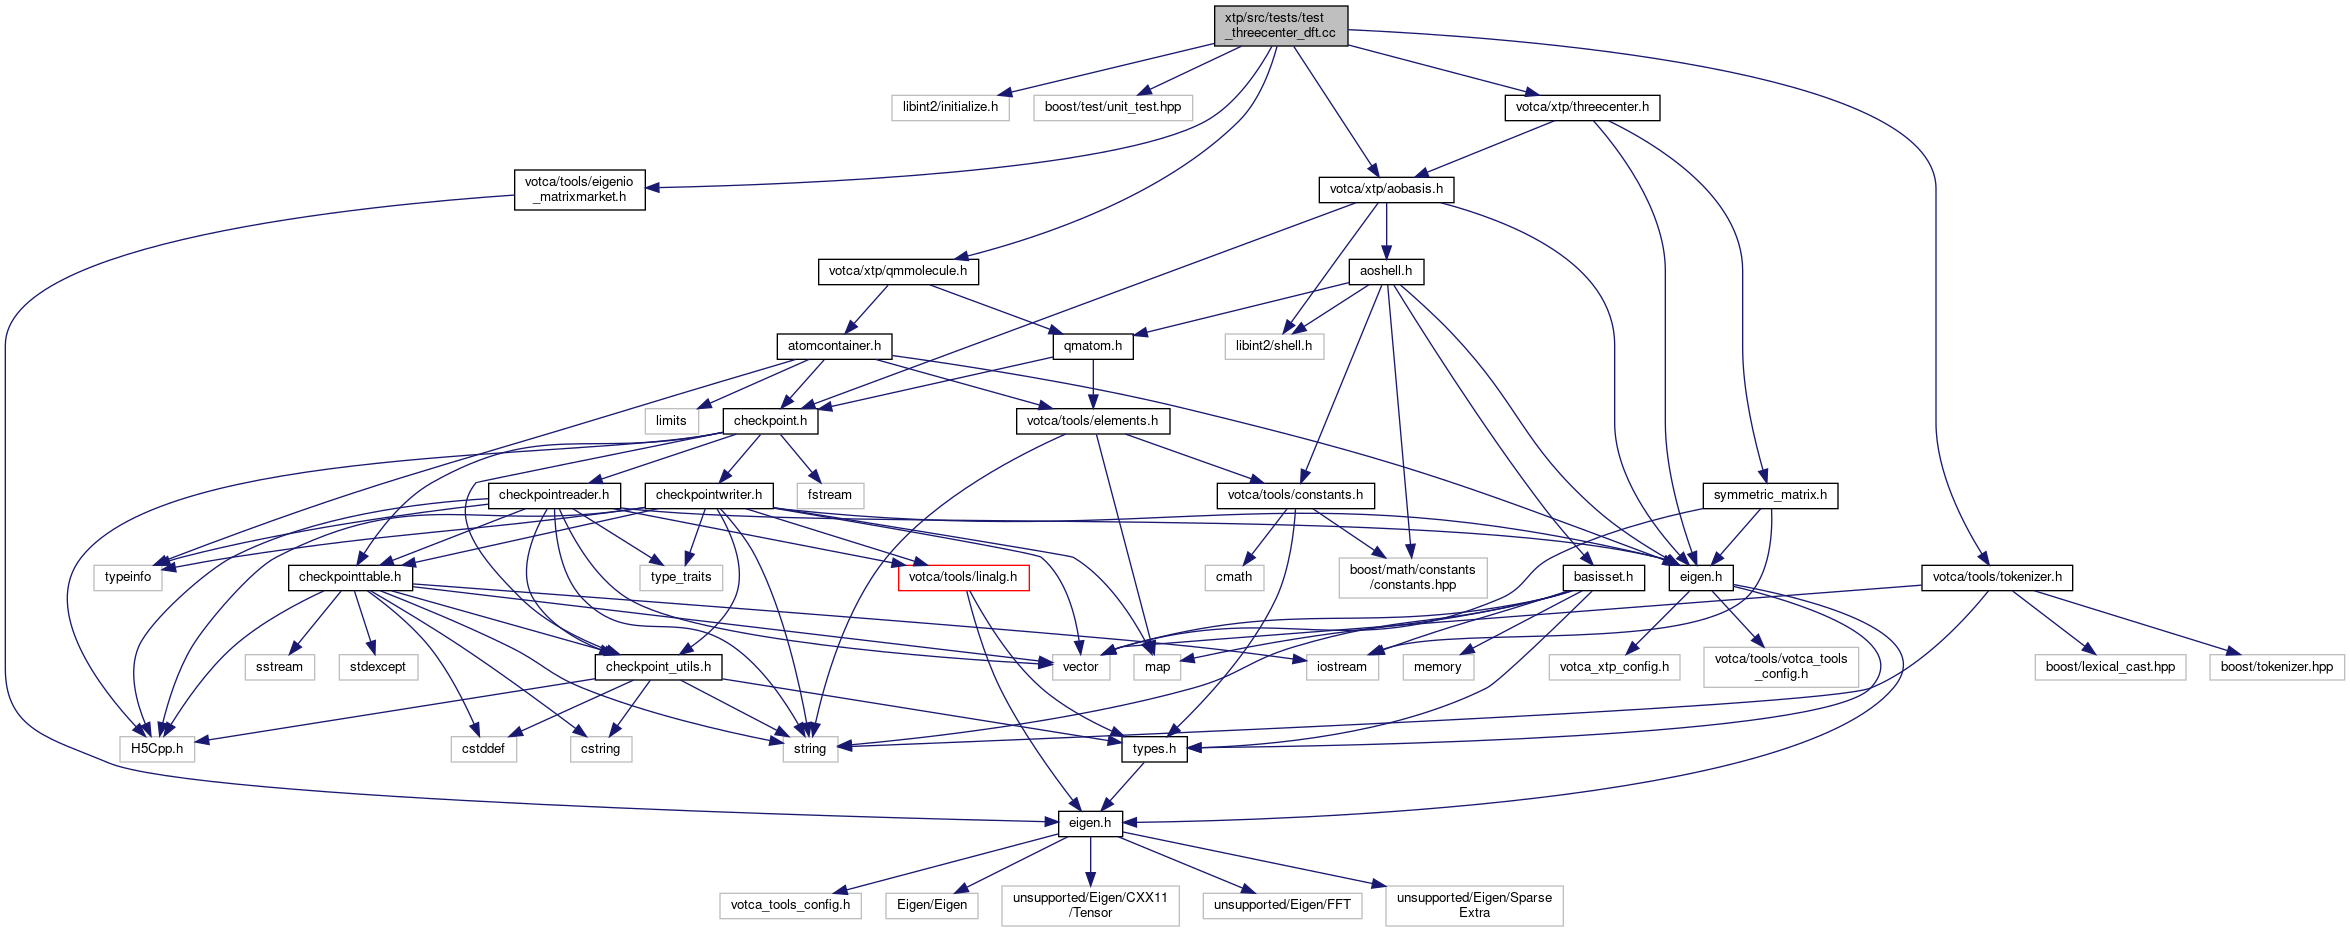 xtp/src/tests/test
_threecenter_dft.cc
libint2/initialize.h
boost/test/unit_test.hpp
votca/xtp/threecenter.h
votca/tools/eigenio
_matrixmarket.h
votca/xtp/aobasis.h
votca/xtp/qmmolecule.h
aoshell.h
atomcontainer.h
qmatom.h
libint2/shell.h
limits
checkpoint.h
votca/tools/elements.h
checkpointreader.h
checkpointwriter.h
fstream
votca/tools/constants.h
symmetric_matrix.h
typeinfo
checkpointtable.h
type_traits
votca/tools/linalg.h
cmath
boost/math/constants
/constants.hpp
basisset.h
eigen.h
votca/tools/tokenizer.h
sstream
stdexcept
checkpoint_utils.h
vector
map
iostream
memory
votca_xtp_config.h
votca/tools/votca_tools
_config.h
boost/lexical_cast.hpp
boost/tokenizer.hpp
H5Cpp.h
cstddef
cstring
string
types.h
eigen.h
votca_tools_config.h
Eigen/Eigen
unsupported/Eigen/CXX11
/Tensor
unsupported/Eigen/FFT
unsupported/Eigen/Sparse
Extra